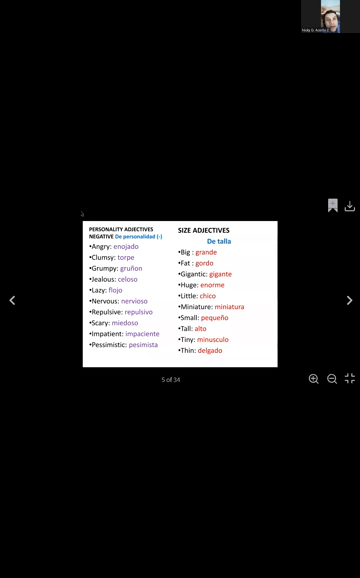 PERSONALITY ADJECTIVES
NEGATIVE De personalidad (-)
•Angry: enojado
•Clumsy: torpe
•Grumpy: gruñon
•Jealous: celoso
•Lazy: flojo
•Nervous: nervioso
•Repulsive: repulsivo
•Scary: miedoso
•Impatient: impaciente
•Pessimistic: pesimista
SIZE ADJECTIVES
De talla
•Big : grande
•Fat : gordo
•Gigantic: gigante
•Huge: enorme
•Little: chico
•Miniature: miniatura
•Small: pequeño
•Tall: alto
•Tiny: minusculo
•Thin: delgado
5 of 34